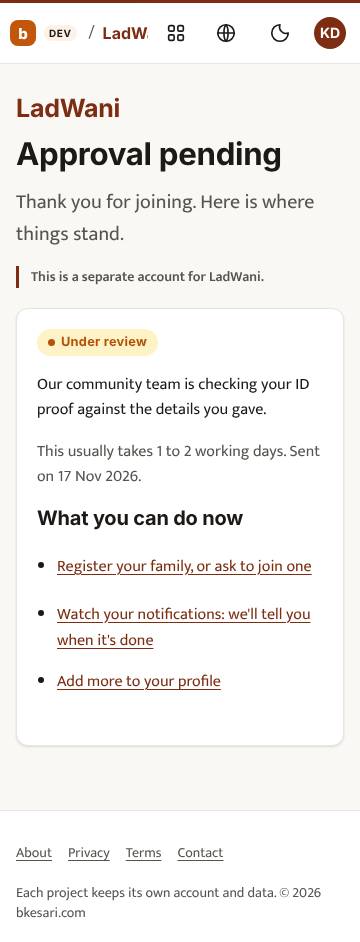 b DEV / LadW KD
LadWani
Approval pending
Thank you for joining. Here is where
things stand.
This is a separate account for LadWani.
Under review
Our community team is checking your ID
proof against the details you gave.
This usually takes 1 to 2 working days. Sent
on 17 Nov 2026.
What you can do now
Register your family, or ask to join one
Watch your notifications: we'll tell you
when it's done
Add more to your profile
About Privacy Terms Contact
Each project keeps its own account and data. © 2026
bkesari.com